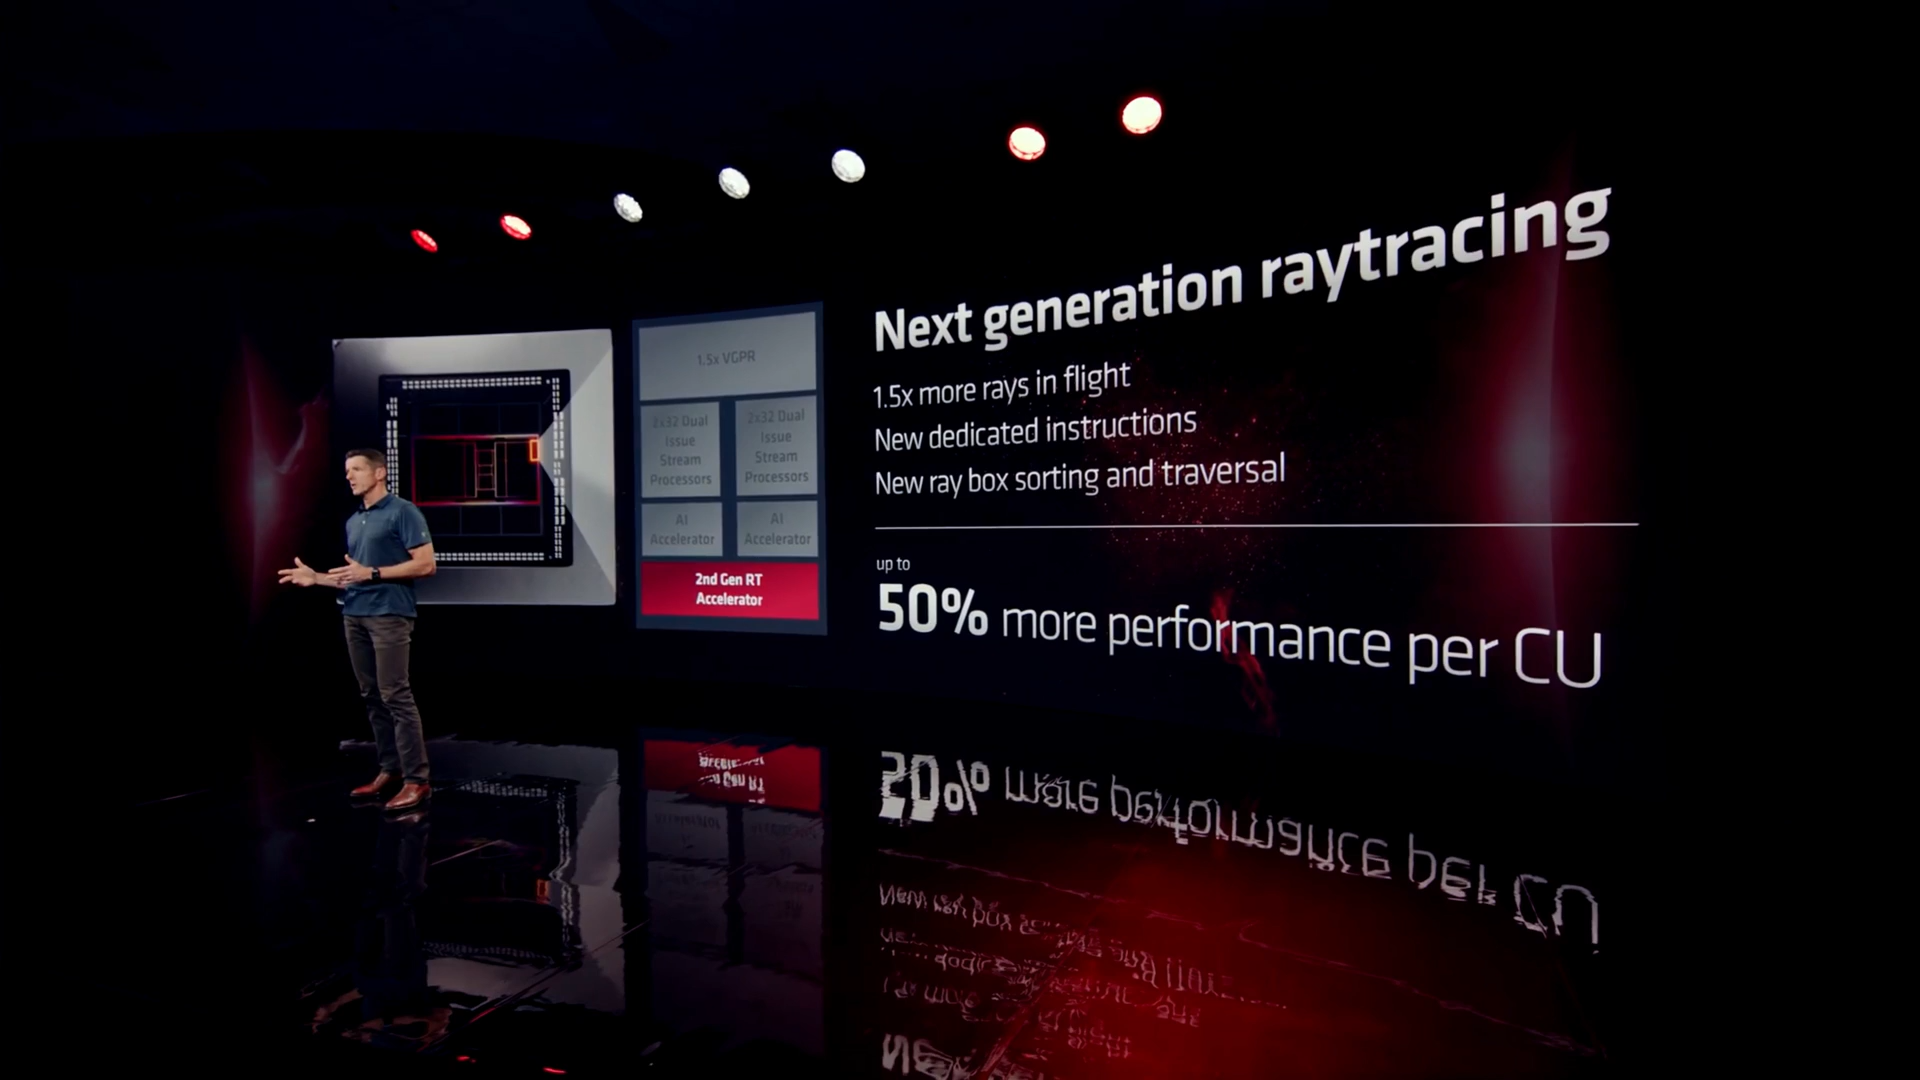 Next generation raytracing
1.5x more rays in flight
New dedicated instructions
New ray box sorting and traversal
up to
50% more performance per CU
1.5x VGPR
2x32 Dual
Issue
Stream
Processors
2x32 Dual
Issue
Stream
Processors
AI
Accelerator
AI
Accelerator
2nd Gen RT
Accelerator